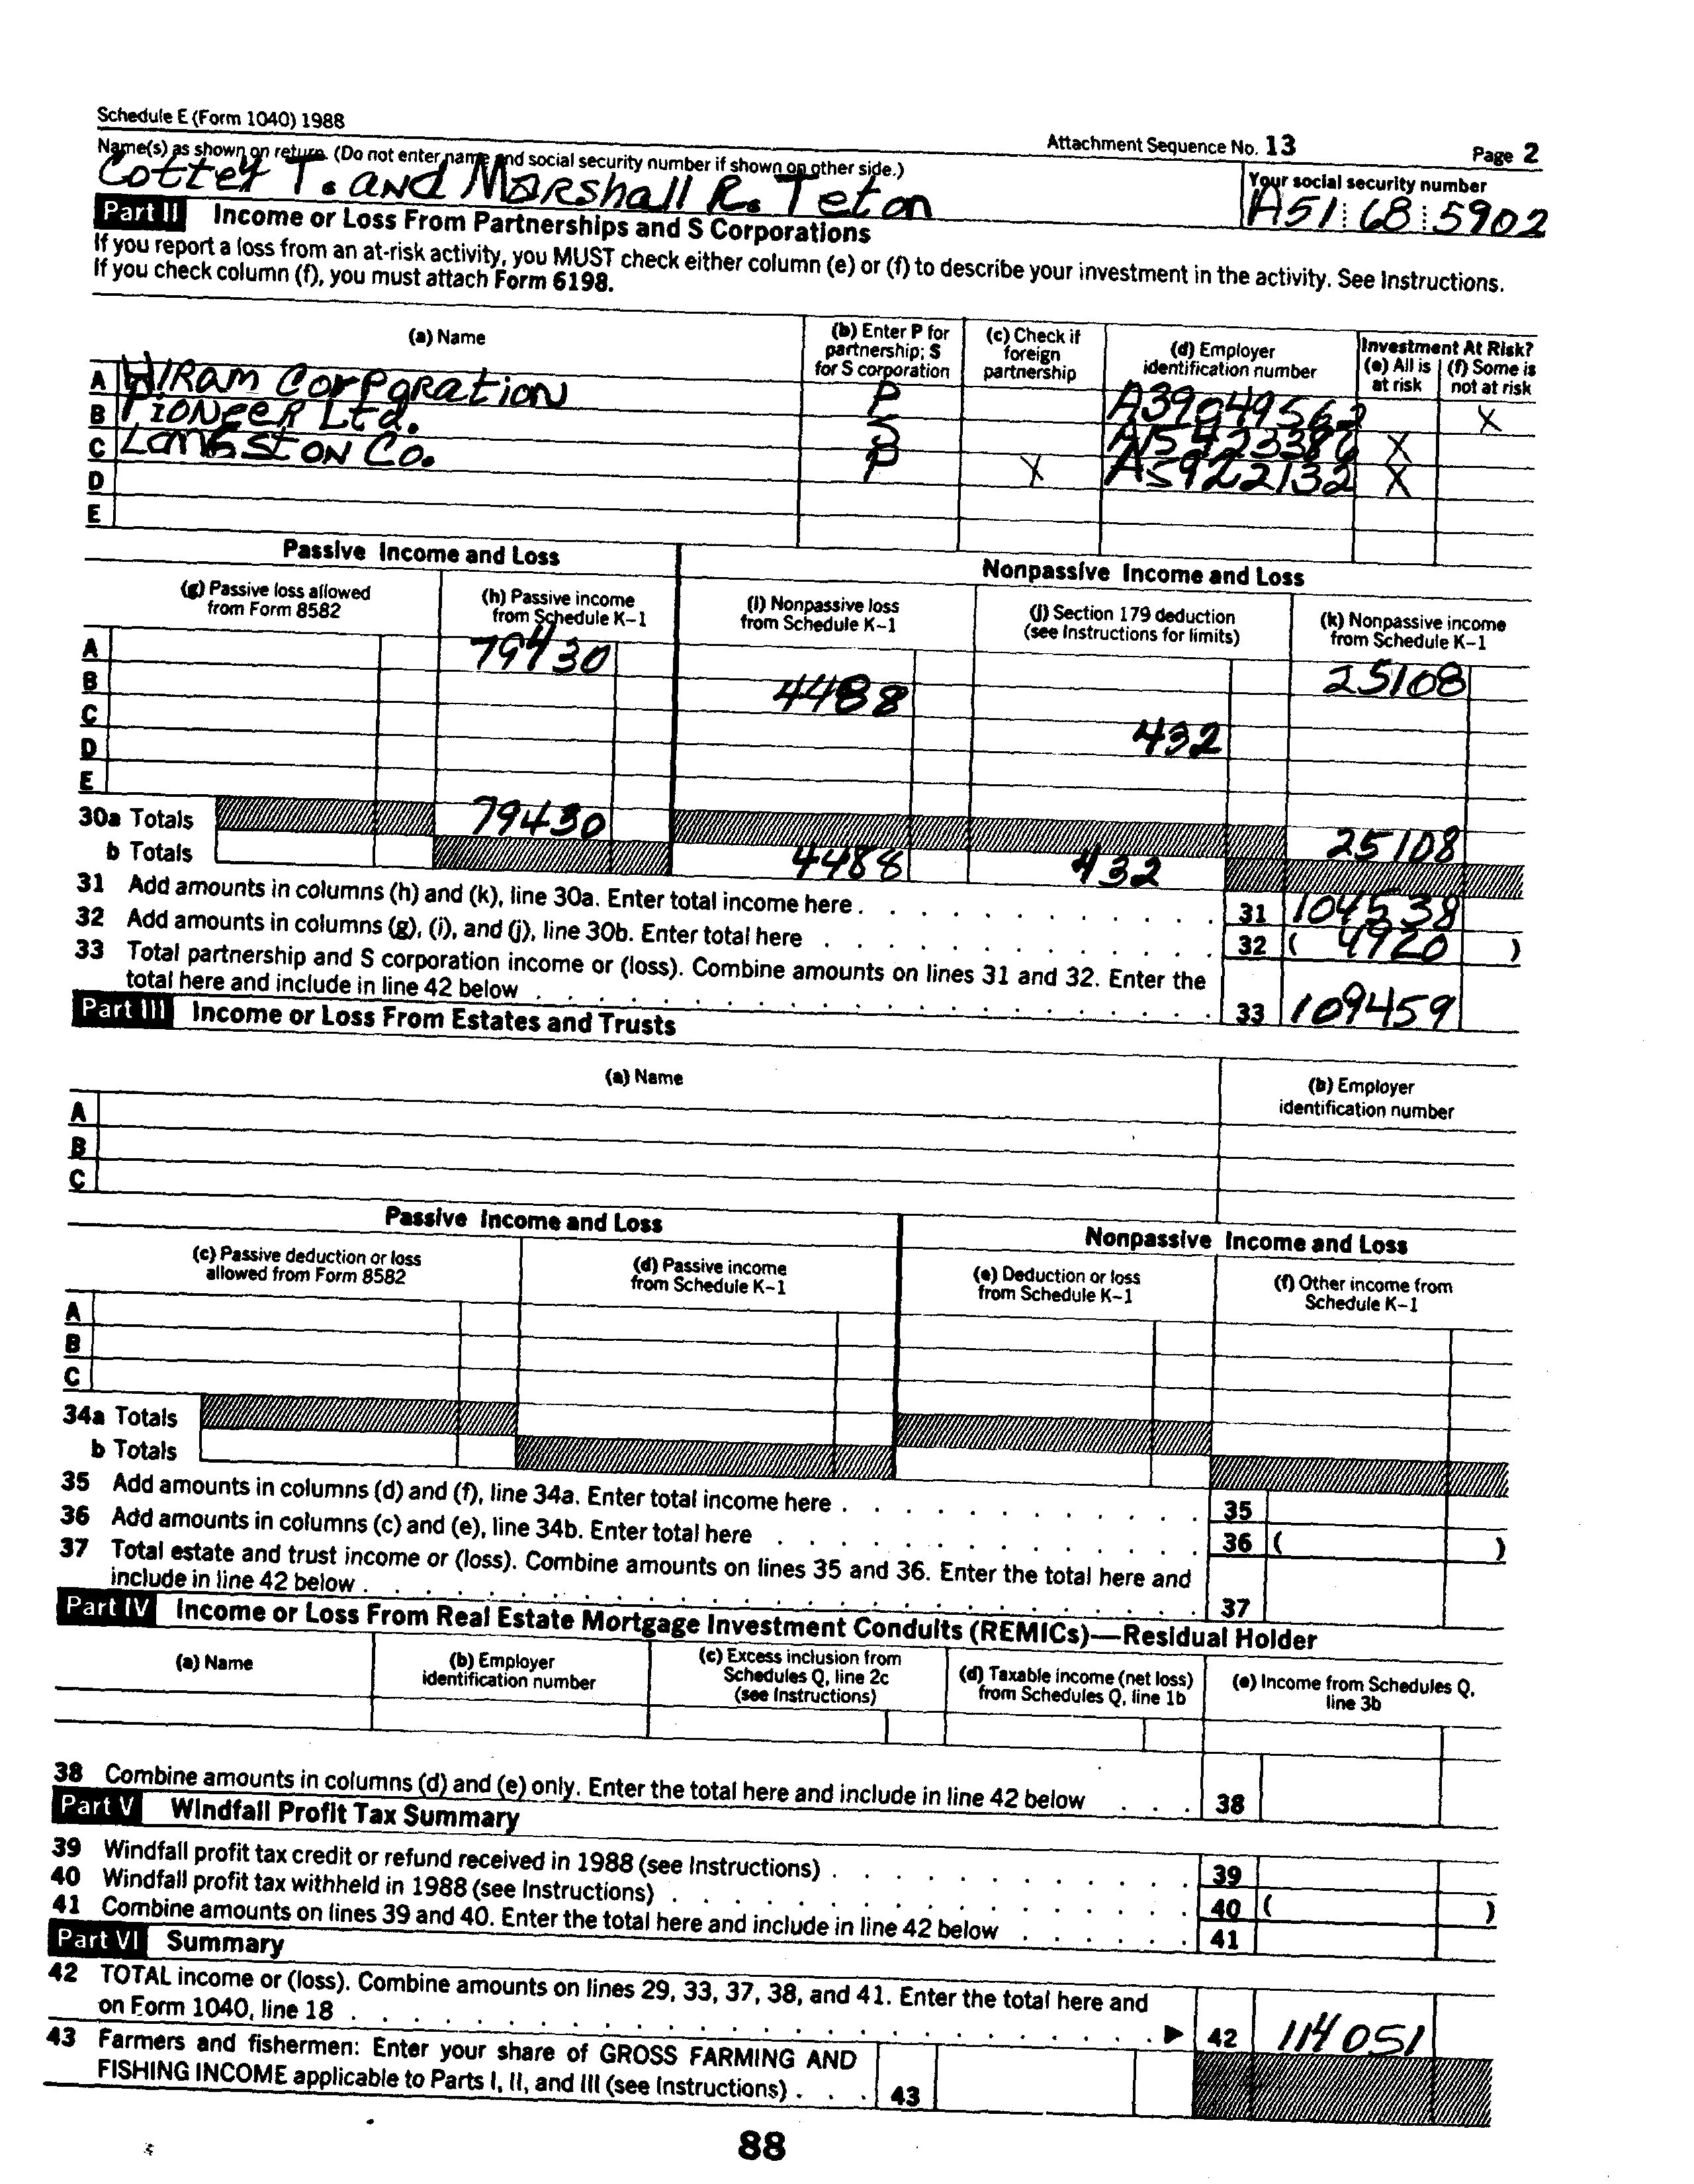 Schedule E (Form 1040) 1988
Attachment Sequence No. 13 Page 2
Name(s) as shown on return. (Do not enter name and social security number if shown on other side.)
Your social security number
T. and Marshall R. Teton
A51 68 5902
Part II Income or Loss From Partnerships and S Corporations
If you report a loss from an at-risk activity, you MUST check either column (e) or (f) to describe your investment in the activity. See Instructions.
If you check column (f), you must attach Form 6198.
(a) Name
(b) Enter P for partnership; S for S corporation
(c) Check if foreign partnership
(d) Employer identification number
Investment At Risk?
(e) All is at risk
(f) Some is not at risk
A Hiram Corporation P A39049562 X
B Pioneer Ltd. S A15423386 X
C Langston Co. P X A5922132 X
D
E
Passive Income and Loss
Nonpassive Income and Loss
(g) Passive loss allowed from Form 8582
(h) Passive income from Schedule K–1
(i) Nonpassive loss from Schedule K–1
(j) Section 179 deduction (see Instructions for limits)
(k) Nonpassive income from Schedule K–1
A 79430 25108
B 4488
C 432
D
E
30a Totals 79430 25108
b Totals 4488 432
31 Add amounts in columns (h) and (k), line 30a. Enter total income here . . . 31 104538
32 Add amounts in columns (g), (i), and (j), line 30b. Enter total here . . . 32 ( 4920 )
33 Total partnership and S corporation income or (loss). Combine amounts on lines 31 and 32. Enter the
total here and include in line 42 below . . . 33 109459
Part III Income or Loss From Estates and Trusts
(a) Name
(b) Employer identification number
A
B
C
Passive Income and Loss
Nonpassive Income and Loss
(c) Passive deduction or loss allowed from Form 8582
(d) Passive income from Schedule K–1
(e) Deduction or loss from Schedule K–1
(f) Other income from Schedule K–1
A
B
C
34a Totals
b Totals
35 Add amounts in columns (d) and (f), line 34a. Enter total income here . . . 35
36 Add amounts in columns (c) and (e), line 34b. Enter total here . . . 36 ( )
37 Total estate and trust income or (loss). Combine amounts on lines 35 and 36. Enter the total here and
include in line 42 below . . . 37
Part IV Income or Loss From Real Estate Mortgage Investment Conduits (REMICs)—Residual Holder
(a) Name
(b) Employer identification number
(c) Excess inclusion from Schedules Q, line 2c (see Instructions)
(d) Taxable income (net loss) from Schedules Q, line 1b
(e) Income from Schedules Q, line 3b
38 Combine amounts in columns (d) and (e) only. Enter the total here and include in line 42 below . . . 38
Part V Windfall Profit Tax Summary
39 Windfall profit tax credit or refund received in 1988 (see Instructions) . . . 39
40 Windfall profit tax withheld in 1988 (see Instructions) . . . 40 ( )
41 Combine amounts on lines 39 and 40. Enter the total here and include in line 42 below . . . 41
Part VI Summary
42 TOTAL income or (loss). Combine amounts on lines 29, 33, 37, 38, and 41. Enter the total here and
on Form 1040, line 18 . . . ▶ 42 114051
43 Farmers and fishermen: Enter your share of GROSS FARMING AND
FISHING INCOME applicable to Parts I, II, and III (see Instructions) . . . 43
88